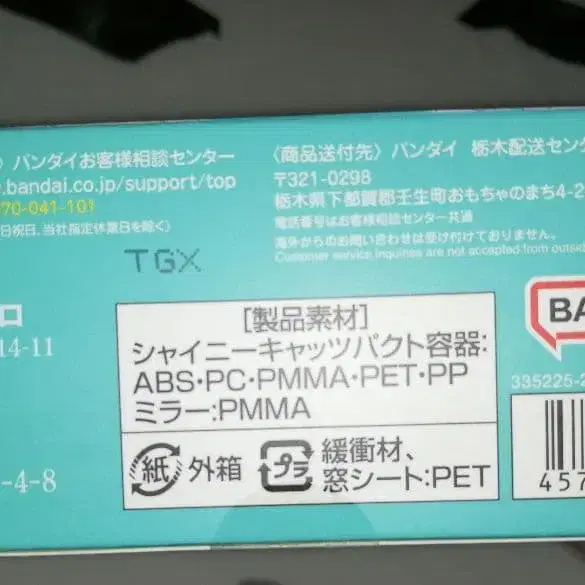 〉バンダイお客様相談センター
w.bandai.co.jp/support/top
70-041-101
日祝日、当社指定休業日を除く）
〈商品送付先〉バンダイ 栃木配送セン
〒321-0298
栃木県下都賀郡壬生町おもちゃのまち4-2
電話番号はお客様相談センター共通
海外からのお問い合わせは受け付けておりません。
Customer service inquiries are not accepted from outside
TGX
ロ
14-11
-4-8
[製品素材]
シャイニーキャッツパクト容器:
ABS・PC・PMMA・PET・PP
ミラー:PMMA
紙 外箱
プラ 緩衝材、
窓シート:PET
BA
335225-2
457